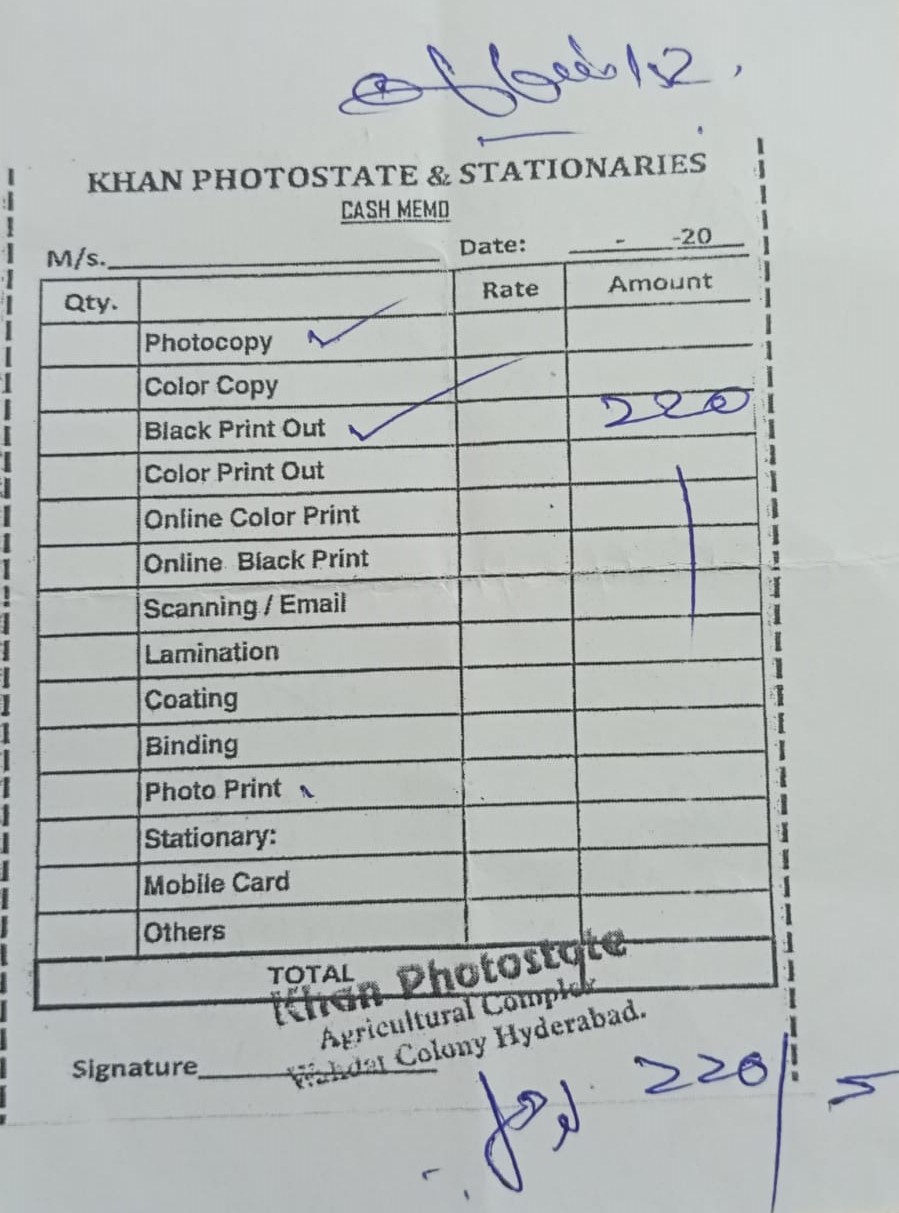 KHAN PHOTOSTATE & STATIONARIES
CASH MEMO
M/s. Date: - -20
Qty. Rate Amount
Photocopy ✓
Color Copy
Black Print Out ✓ 220
Color Print Out
Online Color Print
Online Black Print
Scanning / Email
Lamination
Coating
Binding
Photo Print
Stationary:
Mobile Card
Others
TOTAL
Khan Photostate
Agricultural Complex
Wahdat Colony Hyderabad.
Signature
220/